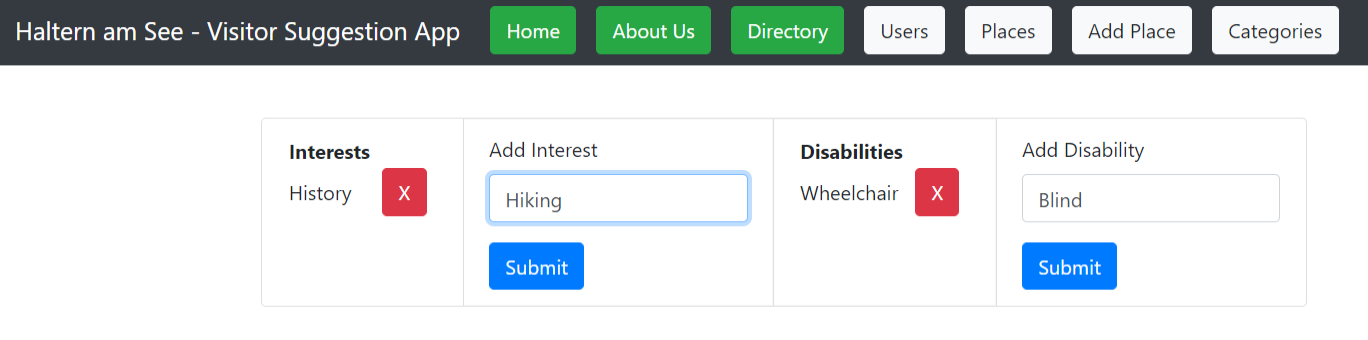 Haltern am See - Visitor Suggestion App Home About Us Directory Users Places Add Place Categories
Interests
History X
Add Interest
Hiking
Submit
Disabilities
Wheelchair X
Add Disability
Blind
Submit